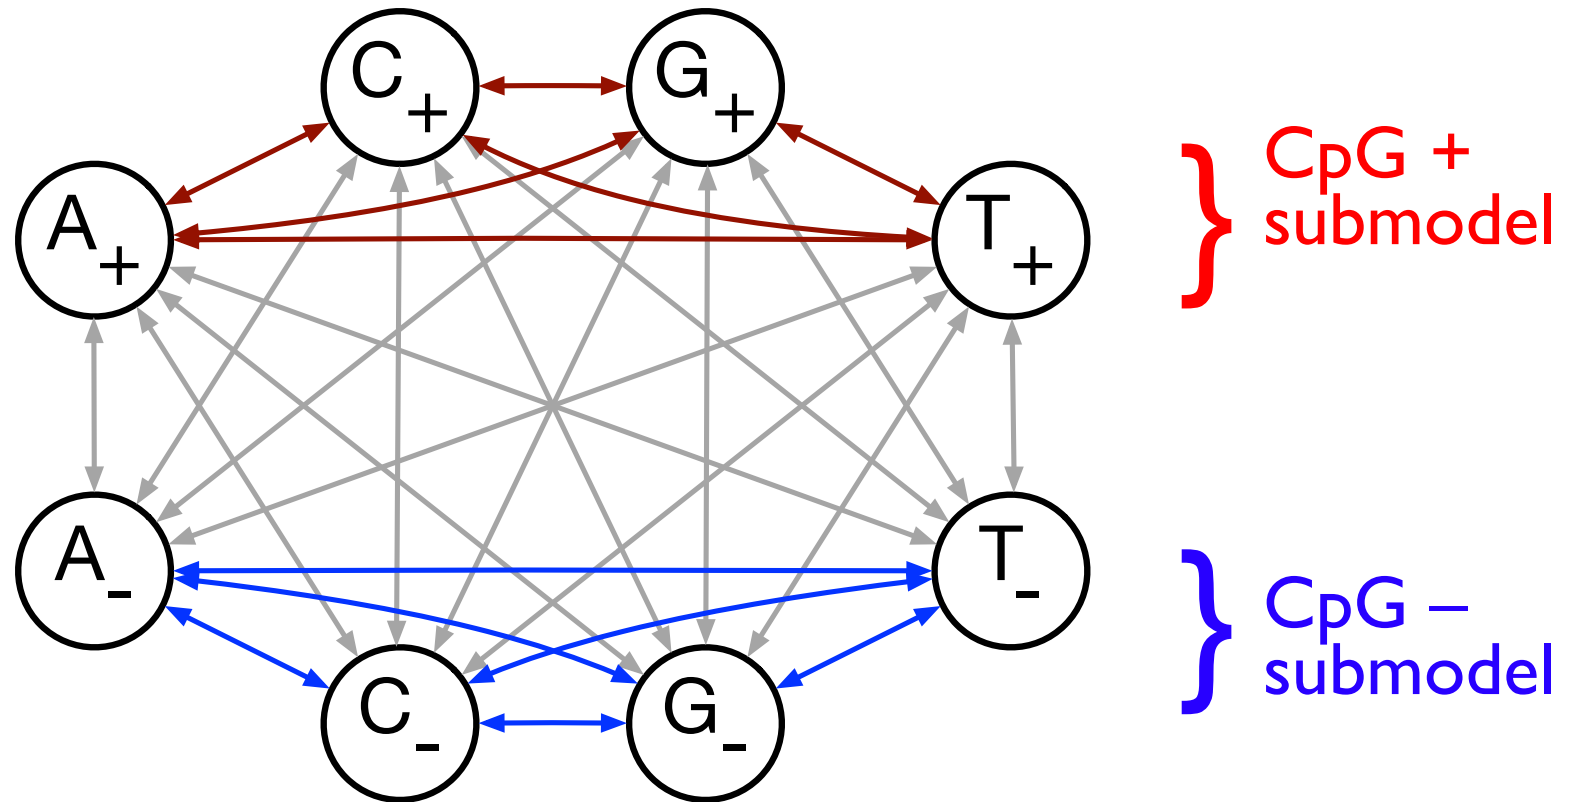 C+
G+
A+
T+
CpG +
submodel
A-
T-
C-
G-
CpG –
submodel